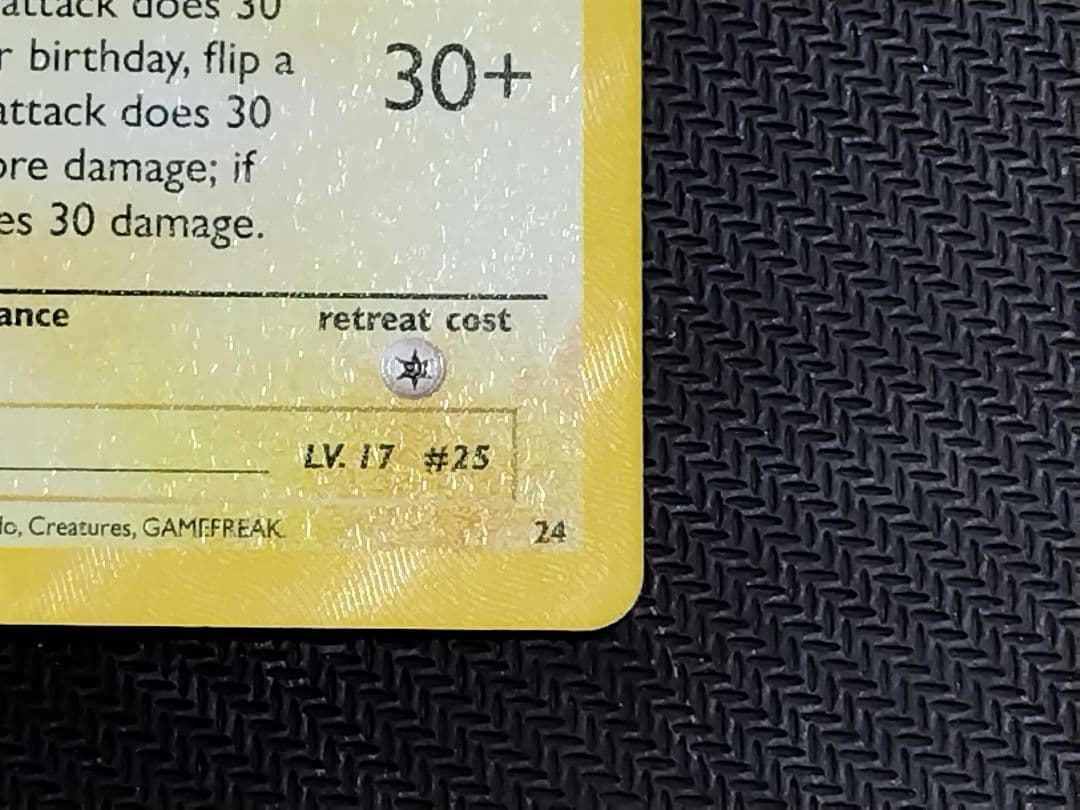 attack does 30
r birthday, flip a
30+
attack does 30
ore damage; if
es 30 damage.
ance
retreat cost
LV. 17 #25
do, Creatures, GAMEFREAK
24